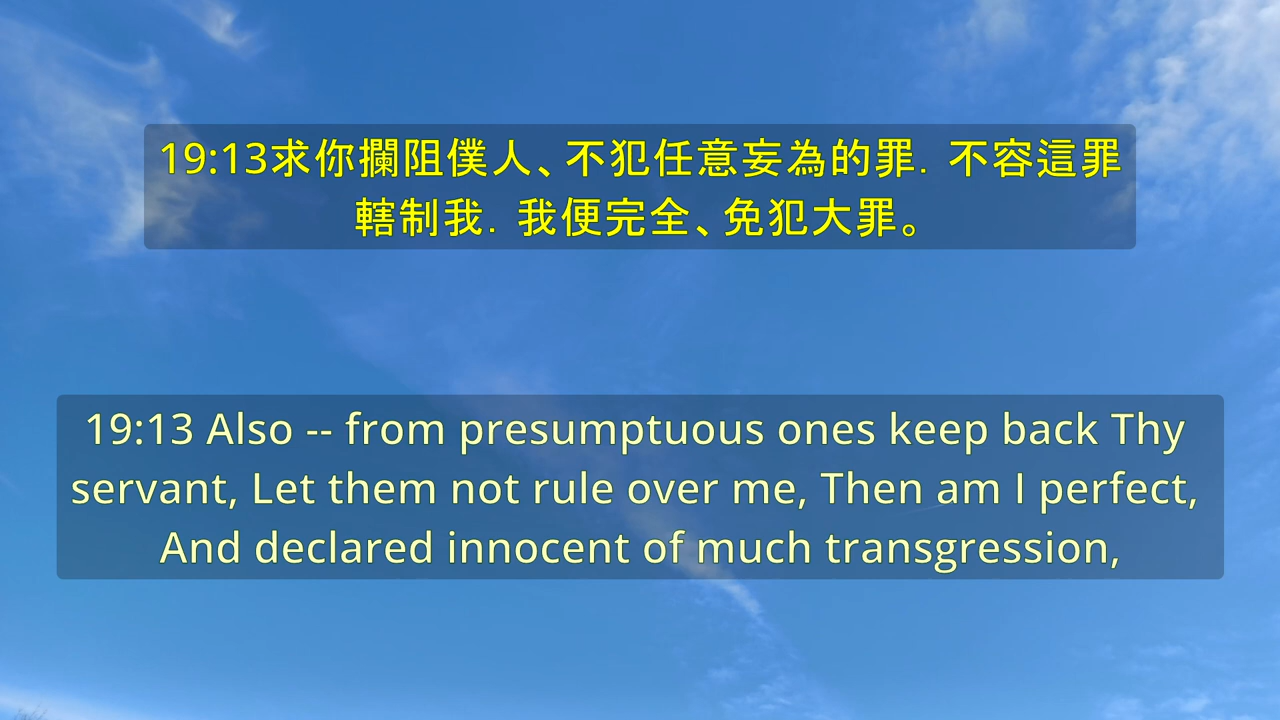 19:13求你攔阻僕人、不犯任意妄為的罪．不容這罪
轄制我．我便完全、免犯大罪。
19:13 Also -- from presumptuous ones keep back Thy
servant, Let them not rule over me, Then am I perfect,
And declared innocent of much transgression,